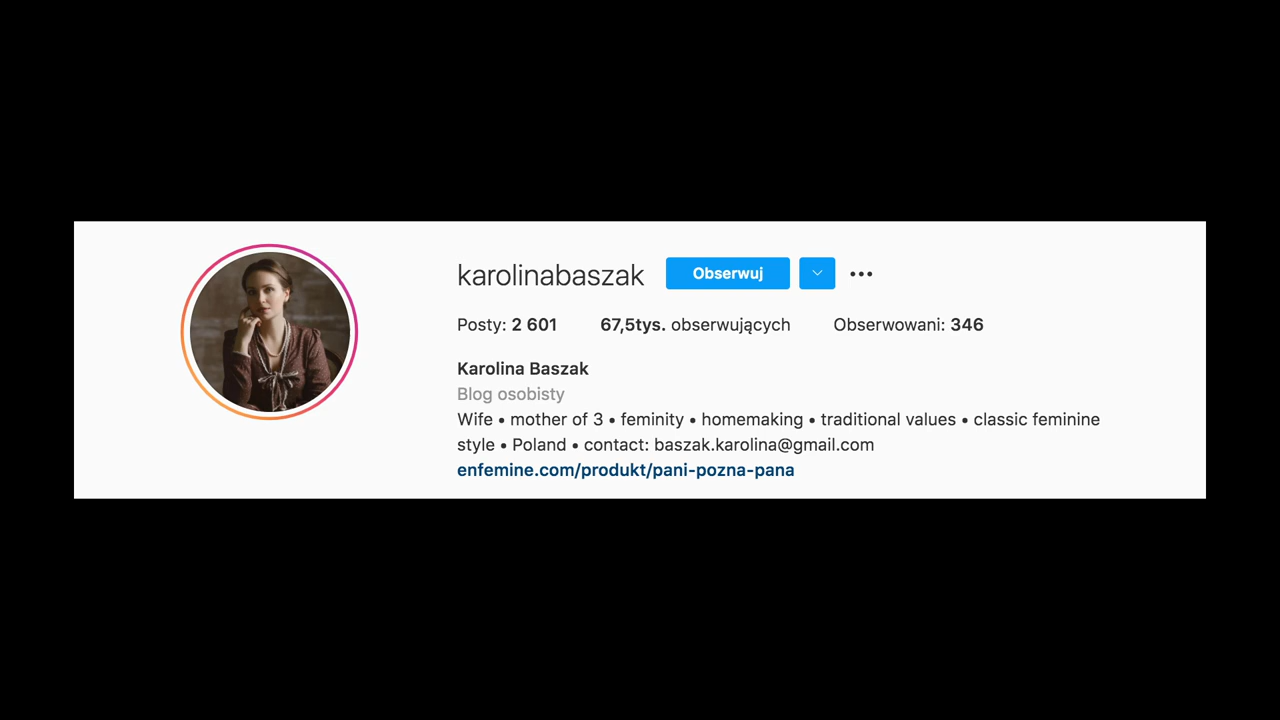 karolinabaszak Obserwuj
Posty: 2 601 67,5tys. obserwujących Obserwowani: 346
Karolina Baszak
Blog osobisty
Wife • mother of 3 • feminity • homemaking • traditional values • classic feminine
style • Poland • contact: baszak.karolina@gmail.com
enfemine.com/produkt/pani-pozna-pana